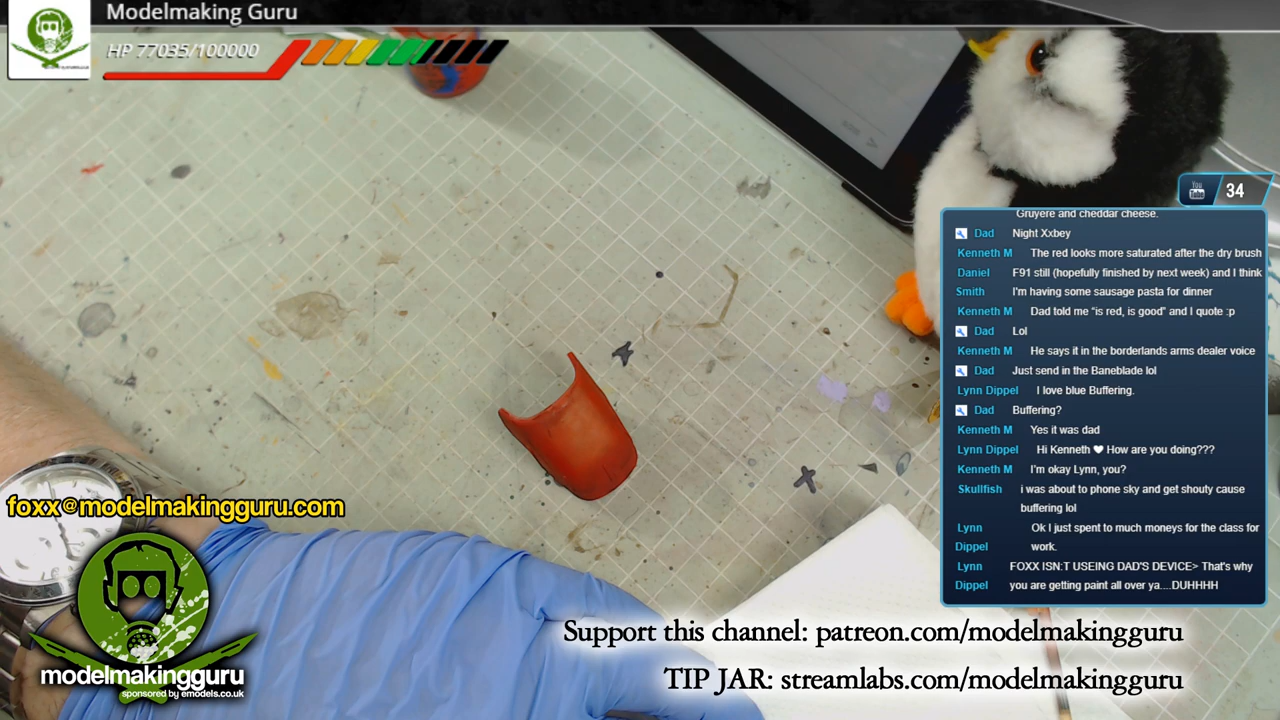 Modelmaking Guru
HP 77035/100000
You
Tube
34
Gruyere and cheddar cheese.
Dad Night Xxbey
Kenneth M The red looks more saturated after the dry brush
Daniel F91 still (hopefully finished by next week) and I think
Smith I'm having some sausage pasta for dinner
Kenneth M Dad told me "is red, is good" and I quote :p
Dad Lol
Kenneth M He says it in the borderlands arms dealer voice
Dad Just send in the Baneblade lol
Lynn Dippel I love blue Buffering.
Dad Buffering?
Kenneth M Yes it was dad
Lynn Dippel Hi Kenneth ♥ How are you doing???
Kenneth M I'm okay Lynn, you?
Skullfish i was about to phone sky and get shouty cause
buffering lol
Lynn Ok I just spent to much moneys for the class for
Dippel work.
Lynn FOXX ISN:T USEING DAD'S DEVICE> That's why
Dippel you are getting paint all over ya....DUHHHH
foxx@modelmakingguru.com
modelmakingguru
sponsored by emodels.co.uk
Support this channel: patreon.com/modelmakingguru
TIP JAR: streamlabs.com/modelmakingguru